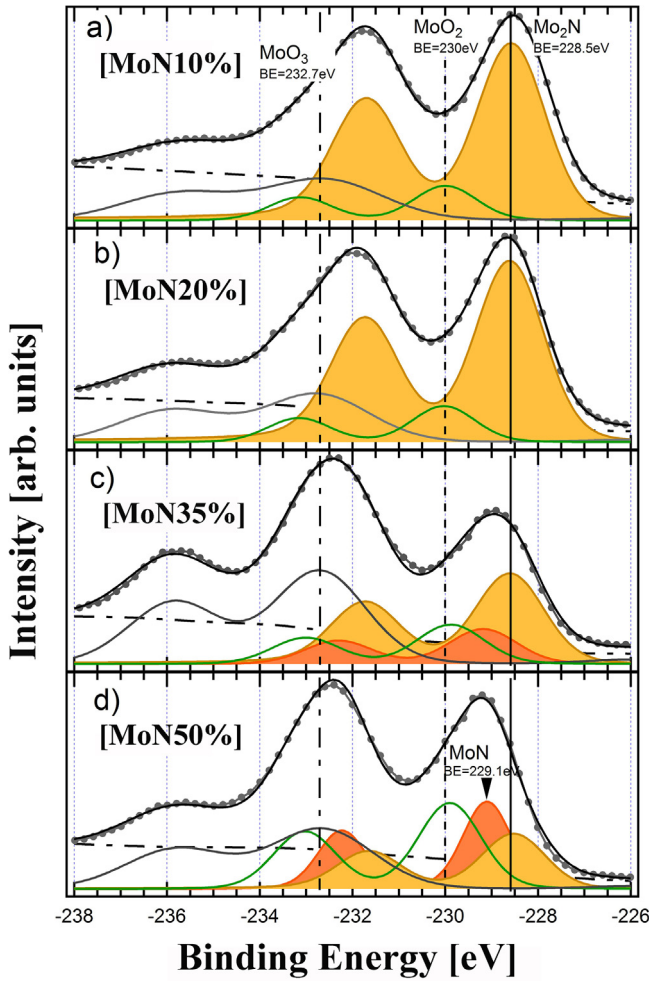 a)
[MoN10%]
MoO3
BE=232.7eV
MoO2
BE=230eV
Mo2N
BE=228.5eV
b)
[MoN20%]
c)
[MoN35%]
d)
[MoN50%]
MoN
BE=229.1eV
Intensity [arb. units]
-238 -236 -234 -232 -230 -228 -226
Binding Energy [eV]